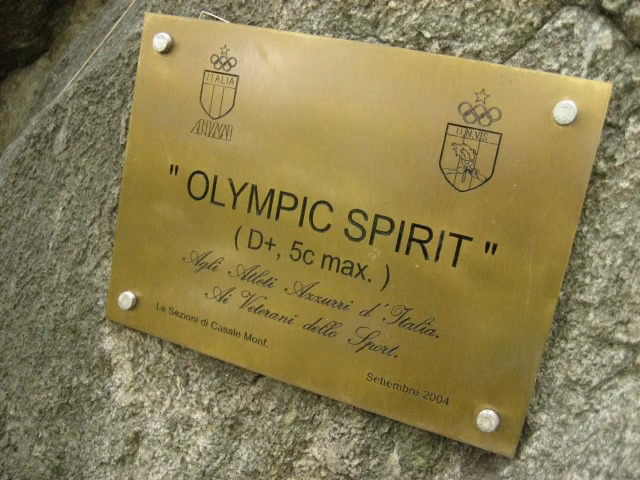 ITALIA
U.N.V.S.
" OLYMPIC SPIRIT "
( D+, 5c max. )
Agli Atleti Azzurri d' Italia.
Ai Veterani dello Sport.
Le Sezioni di Casale Monf.
Settembre 2004